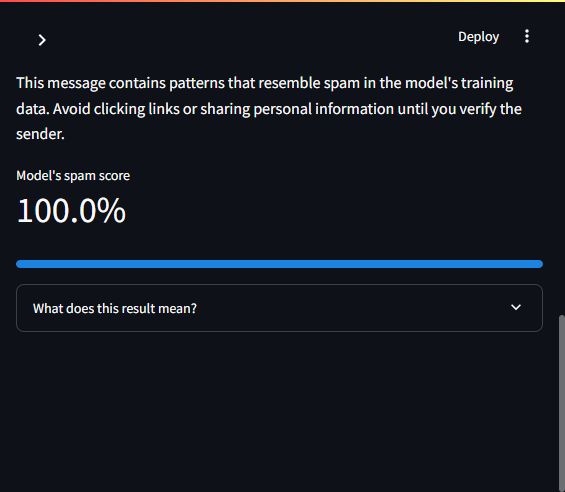 Deploy
This message contains patterns that resemble spam in the model's training
data. Avoid clicking links or sharing personal information until you verify the
sender.
Model's spam score
100.0%
What does this result mean?